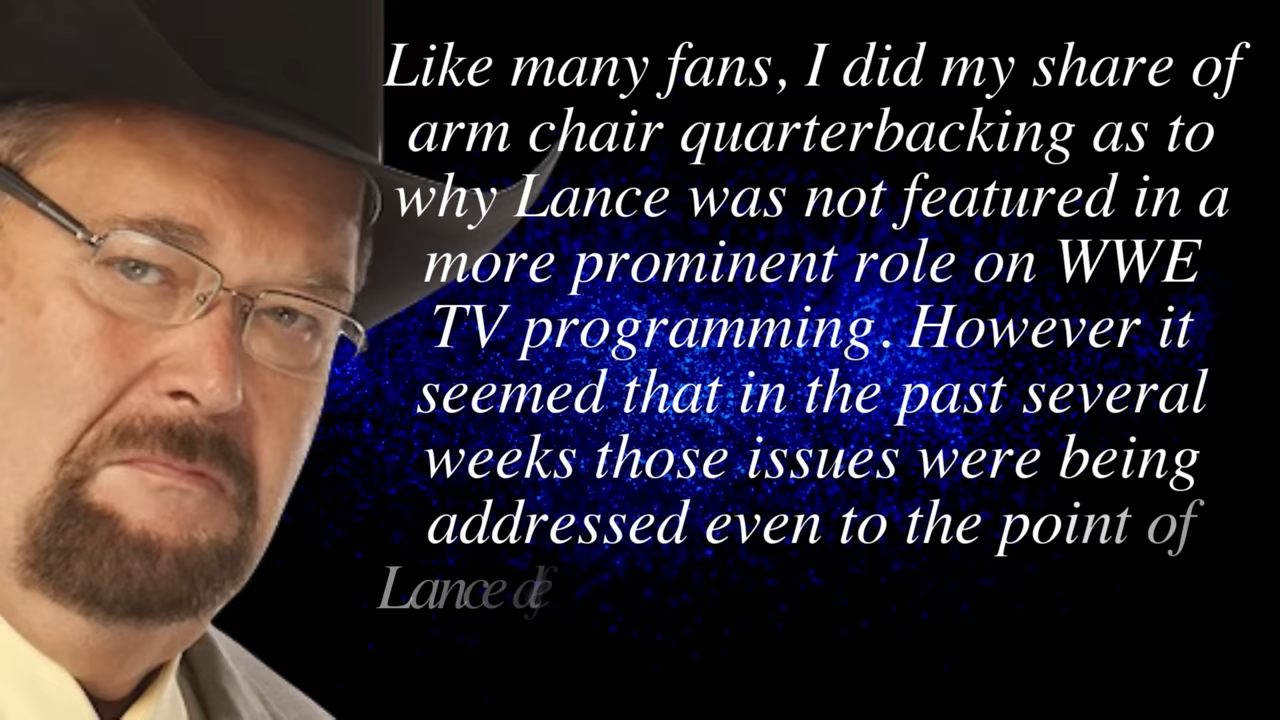 Like many fans, I did my share of
arm chair quarterbacking as to
why Lance was not featured in a
more prominent role on WWE
TV programming. However it
seemed that in the past several
weeks those issues were being
addressed even to the point of
Lance